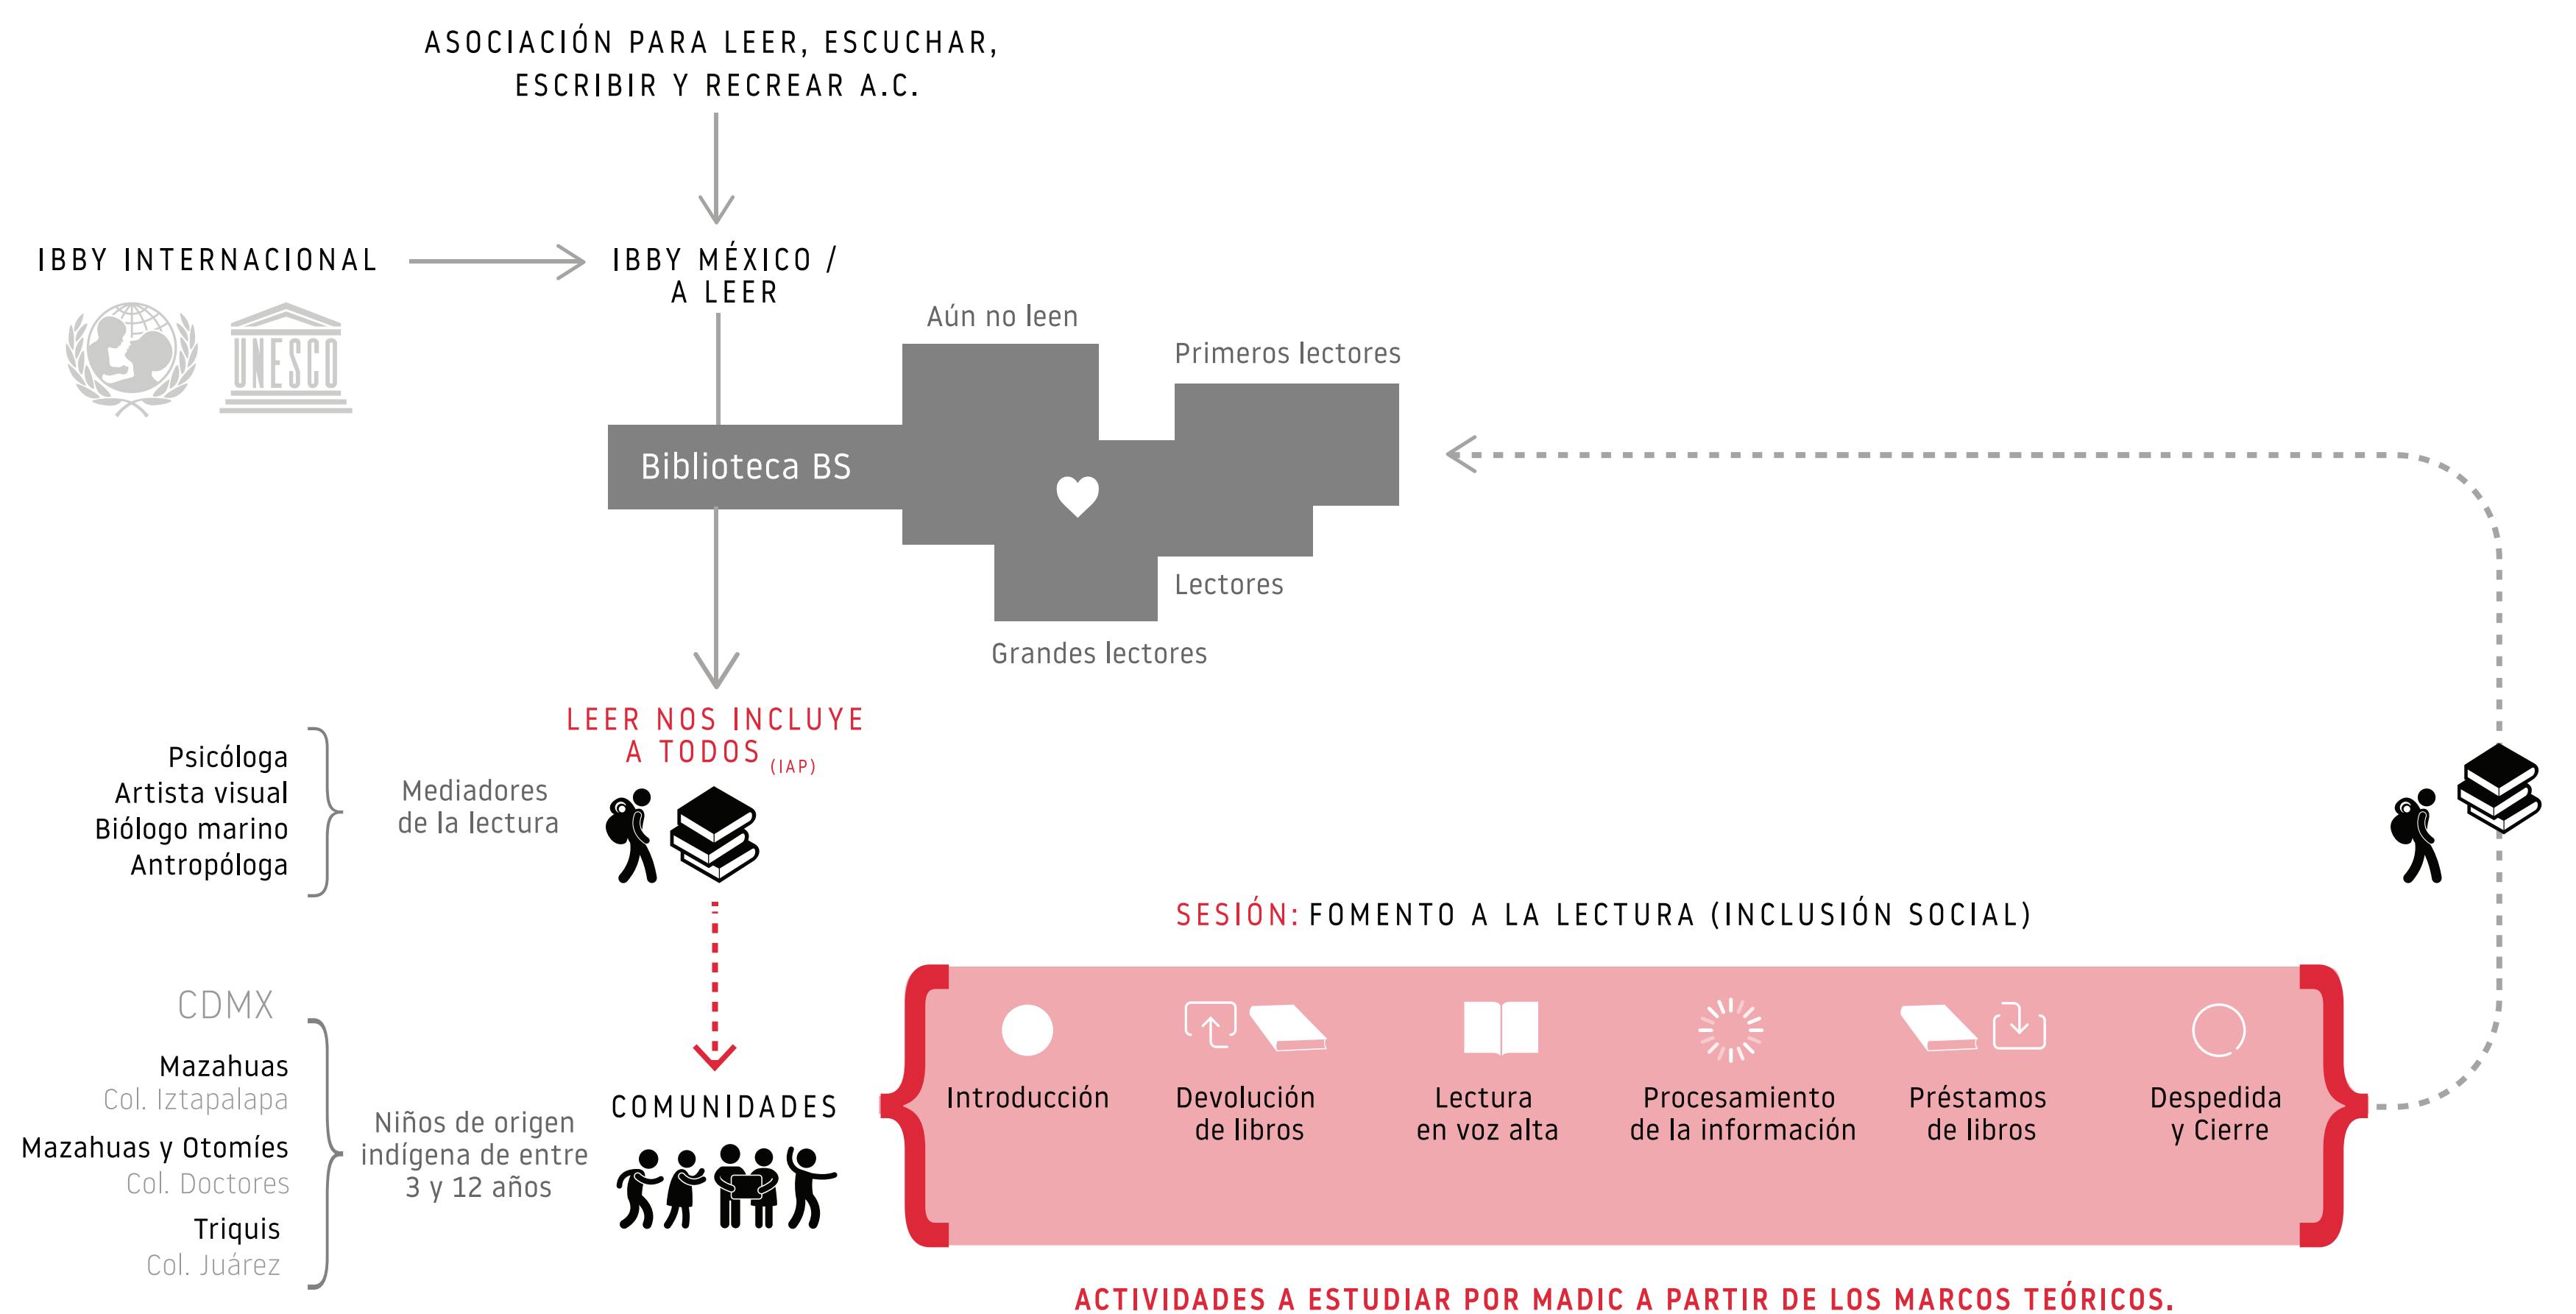 ASOCIACIÓN PARA LEER, ESCUCHAR,
ESCRIBIR Y RECREAR A.C.
IBBY INTERNACIONAL
IBBY MÉXICO /
A LEER
UNESCO
Aún no leen
Primeros lectores
Biblioteca BS
Lectores
Grandes lectores
LEER NOS INCLUYE
A TODOS (IAP)
Psicóloga
Artista visual
Biólogo marino
Antropóloga
Mediadores
de la lectura
SESIÓN: FOMENTO A LA LECTURA (INCLUSIÓN SOCIAL)
CDMX
Mazahuas
Col. Iztapalapa
Mazahuas y Otomíes
Col. Doctores
Triquis
Col. Juárez
Niños de origen
indígena de entre
3 y 12 años
COMUNIDADES
Introducción
Devolución
de libros
Lectura
en voz alta
Procesamiento
de la información
Préstamos
de libros
Despedida
y Cierre
ACTIVIDADES A ESTUDIAR POR MADIC A PARTIR DE LOS MARCOS TEÓRICOS.